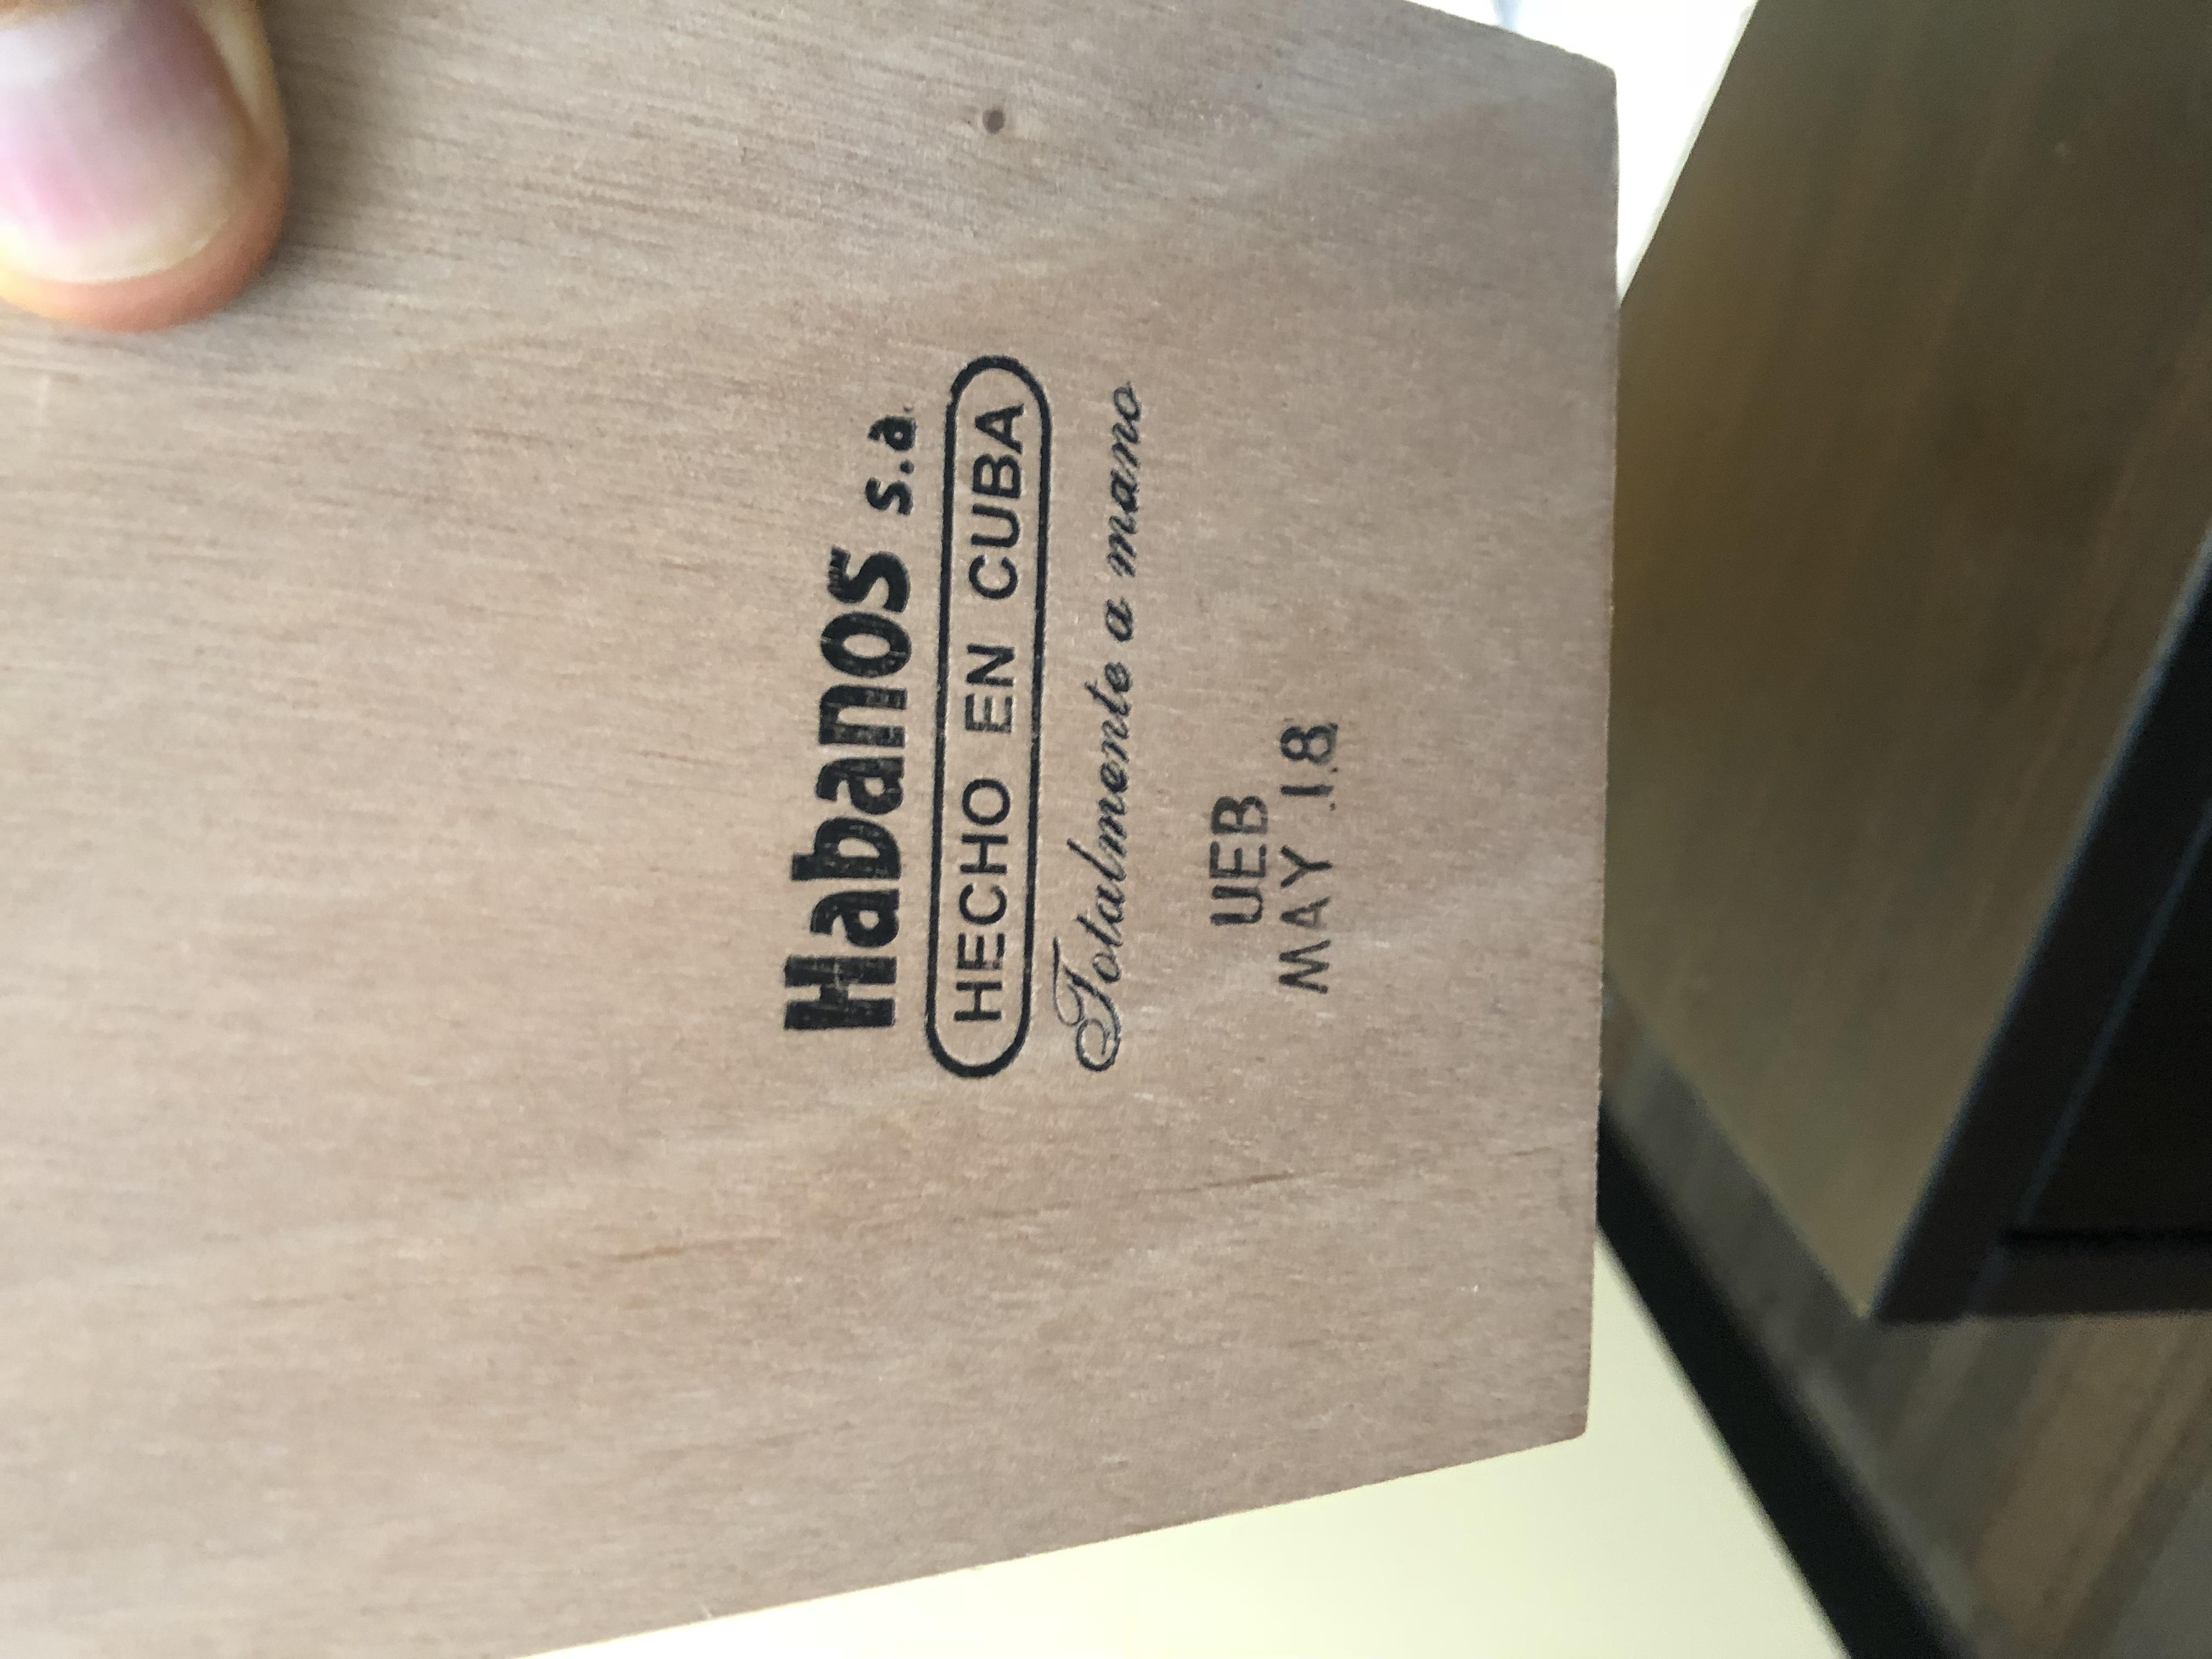 Habanos s.a.
HECHO EN CUBA
Totalmente a mano
UEB
MAY.18